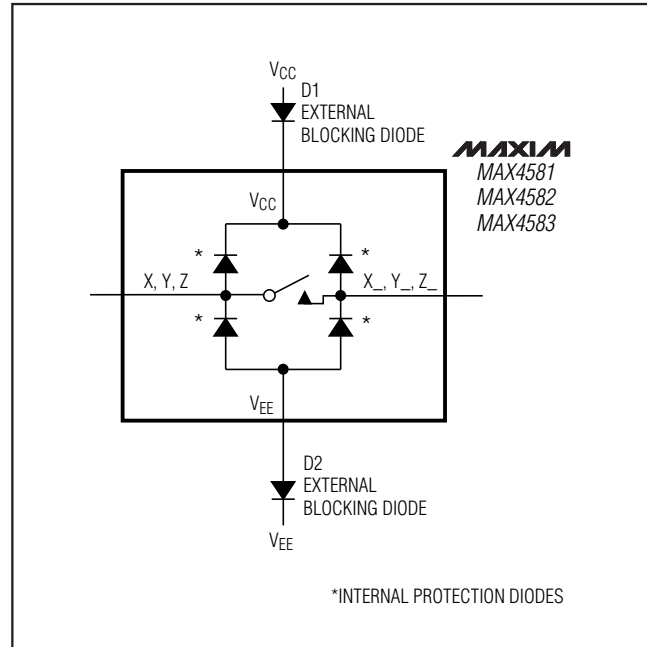 VCC
D1
EXTERNAL
BLOCKING DIODE
MAXIM
MAX4581
MAX4582
MAX4583
VCC
* *
X, Y, Z
X_, Y_, Z_
* *
VEE
D2
EXTERNAL
BLOCKING DIODE
VEE
*INTERNAL PROTECTION DIODES